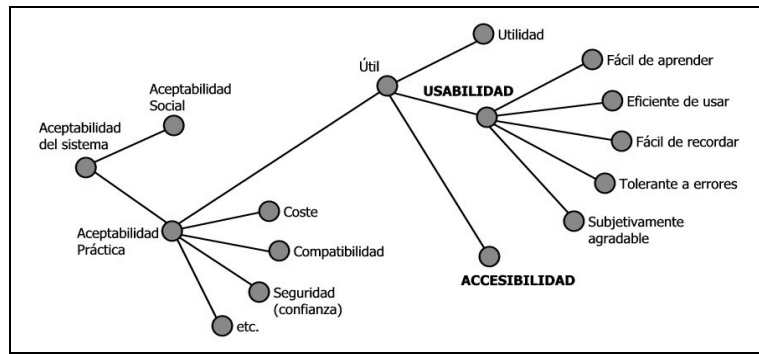 Utilidad
Útil
Fácil de aprender
USABILIDAD
Aceptabilidad
Social
Eficiente de usar
Aceptabilidad
del sistema
Fácil de recordar
Tolerante a errores
Coste
Subjetivamente
agradable
Aceptabilidad
Práctica
Compatibilidad
ACCESIBILIDAD
Seguridad
(confianza)
etc.